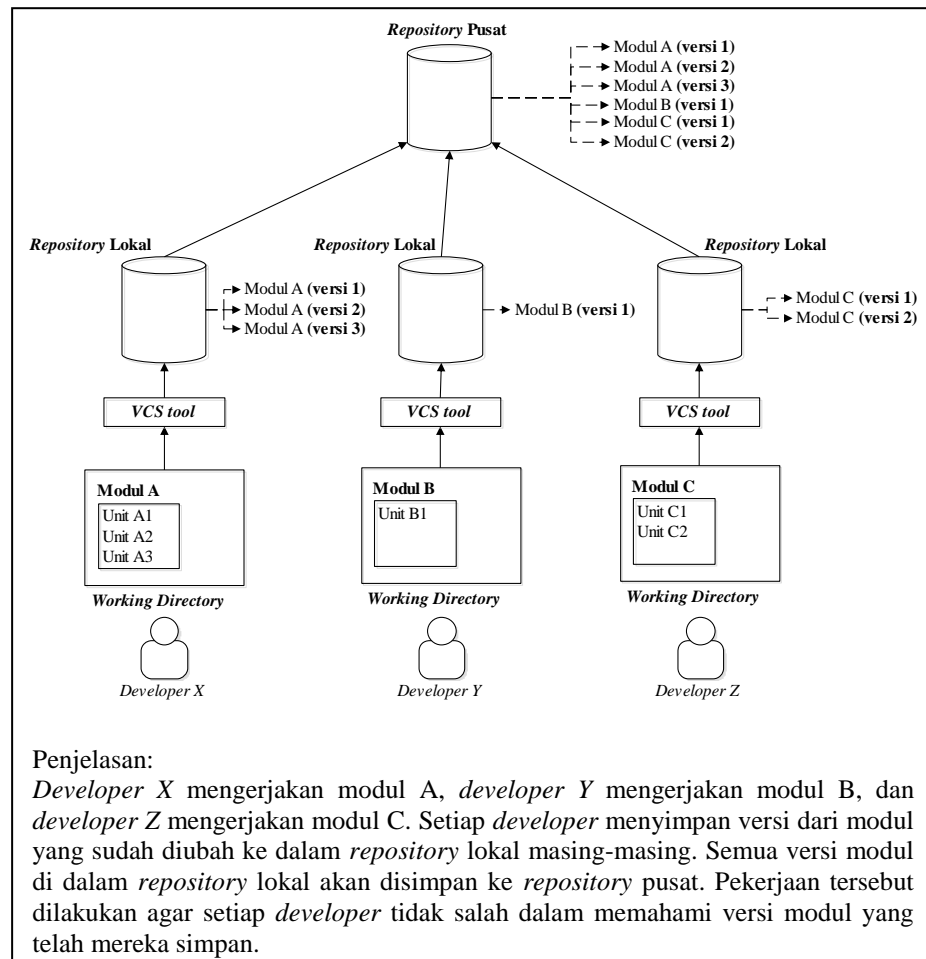 Repository Pusat
Modul A (versi 1)
Modul A (versi 2)
Modul A (versi 3)
Modul B (versi 1)
Modul C (versi 1)
Modul C (versi 2)
Repository Lokal
Modul A (versi 1)
Modul A (versi 2)
Modul A (versi 3)
Repository Lokal
Modul B (versi 1)
Repository Lokal
Modul C (versi 1)
Modul C (versi 2)
VCS tool
VCS tool
VCS tool
Modul A
Unit A1
Unit A2
Unit A3
Working Directory
Developer X
Modul B
Unit B1
Working Directory
Developer Y
Modul C
Unit C1
Unit C2
Working Directory
Developer Z
Penjelasan:
Developer X mengerjakan modul A, developer Y mengerjakan modul B, dan
developer Z mengerjakan modul C. Setiap developer menyimpan versi dari modul
yang sudah diubah ke dalam repository lokal masing-masing. Semua versi modul
di dalam repository lokal akan disimpan ke repository pusat. Pekerjaan tersebut
dilakukan agar setiap developer tidak salah dalam memahami versi modul yang
telah mereka simpan.